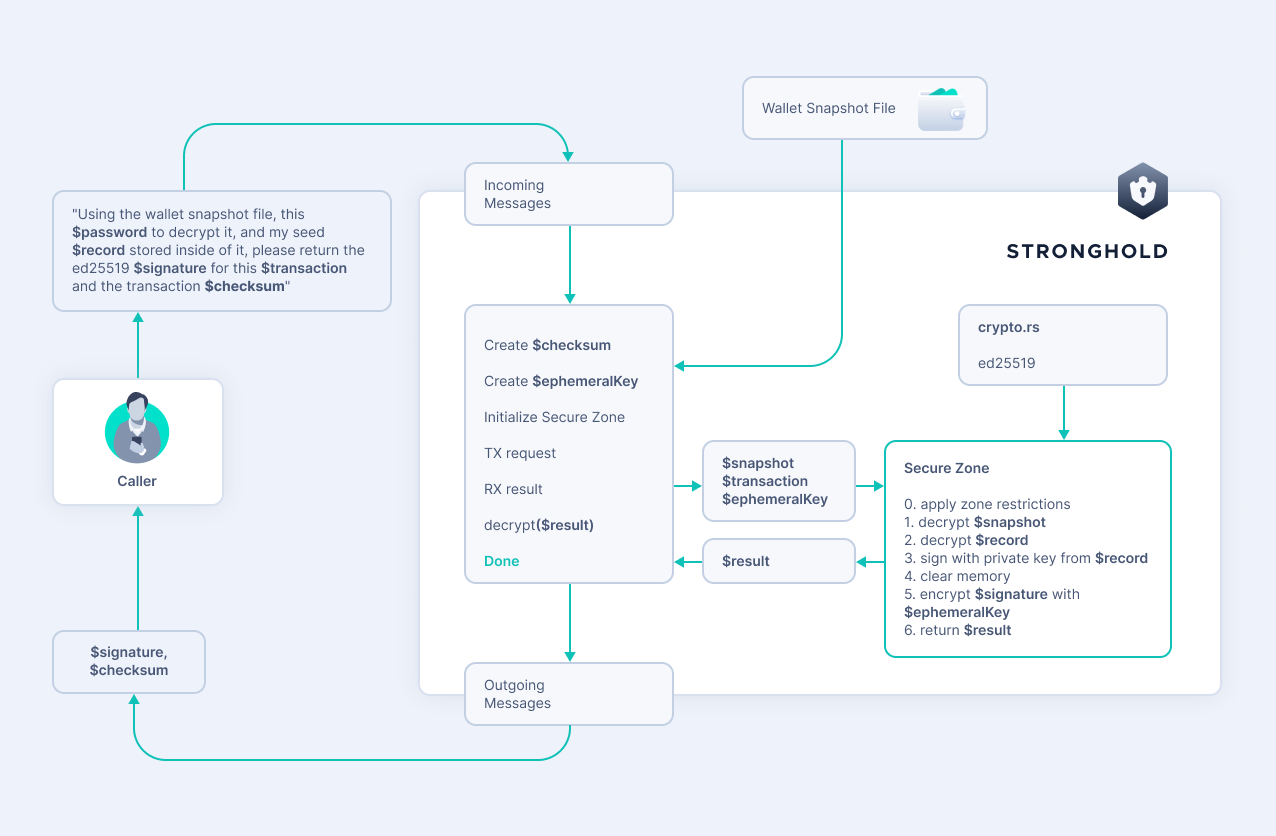 Wallet Snapshot File
Incoming
Messages
"Using the wallet snapshot file, this
$password to decrypt it, and my seed
$record stored inside of it, please return the
ed25519 $signature for this $transaction
and the transaction $checksum"
STRONGHOLD
Create $checksum
Create $ephemeralKey
Initialize Secure Zone
TX request
RX result
decrypt($result)
Done
crypto.rs
ed25519
Caller
$snapshot
$transaction
$ephemeralKey
$result
Secure Zone
0. apply zone restrictions
1. decrypt $snapshot
2. decrypt $record
3. sign with private key from $record
4. clear memory
5. encrypt $signature with
$ephemeralKey
6. return $result
$signature,
$checksum
Outgoing
Messages